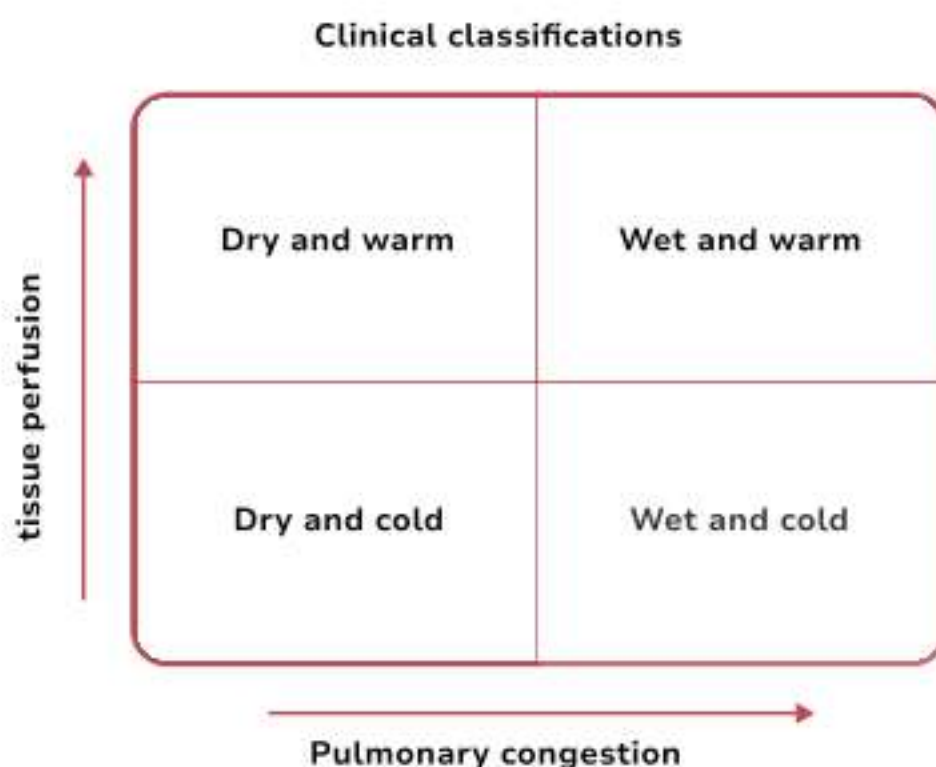 Clinical classifications
Dry and warm
Wet and warm
tissue perfusion
Dry and cold
Wet and cold
Pulmonary congestion